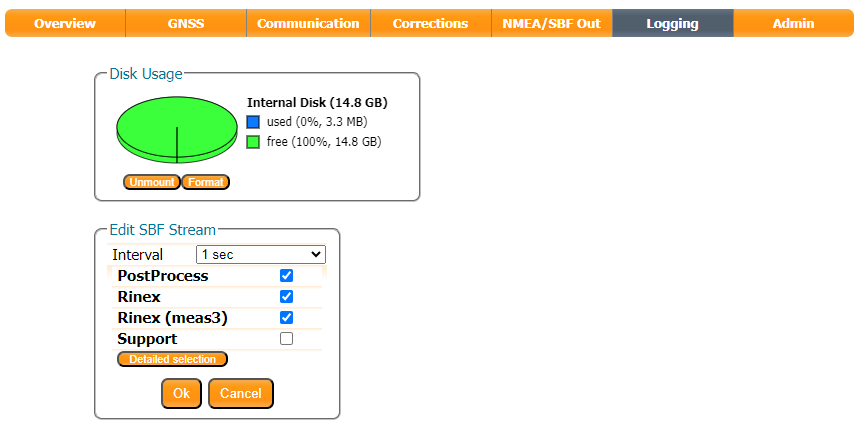 Overview GNSS Communication Corrections NMEA/SBF Out Logging Admin
Disk Usage
Internal Disk (14.8 GB)
used (0%, 3.3 MB)
free (100%, 14.8 GB)
Unmount Format
Edit SBF Stream
Interval 1 sec
PostProcess
Rinex
Rinex (meas3)
Support
Detailed selection
Ok Cancel